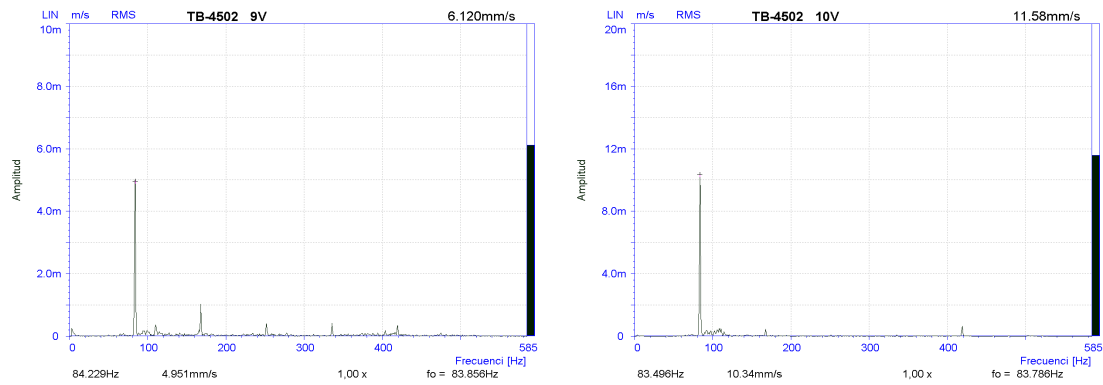 LIN m/s RMS TB-4502 9V 6.120mm/s
10m
8.0m
6.0m
4.0m
2.0m
0
Amplitud
0 100 200 300 400 585
Frecuenci [Hz]
84.229Hz 4.951mm/s 1,00 x fo = 83.856Hz
LIN m/s RMS TB-4502 10V 11.58mm/s
20m
16m
12m
8.0m
4.0m
0
Amplitud
0 100 200 300 400 585
Frecuenci [Hz]
83.496Hz 10.34mm/s 1,00 x fo = 83.786Hz